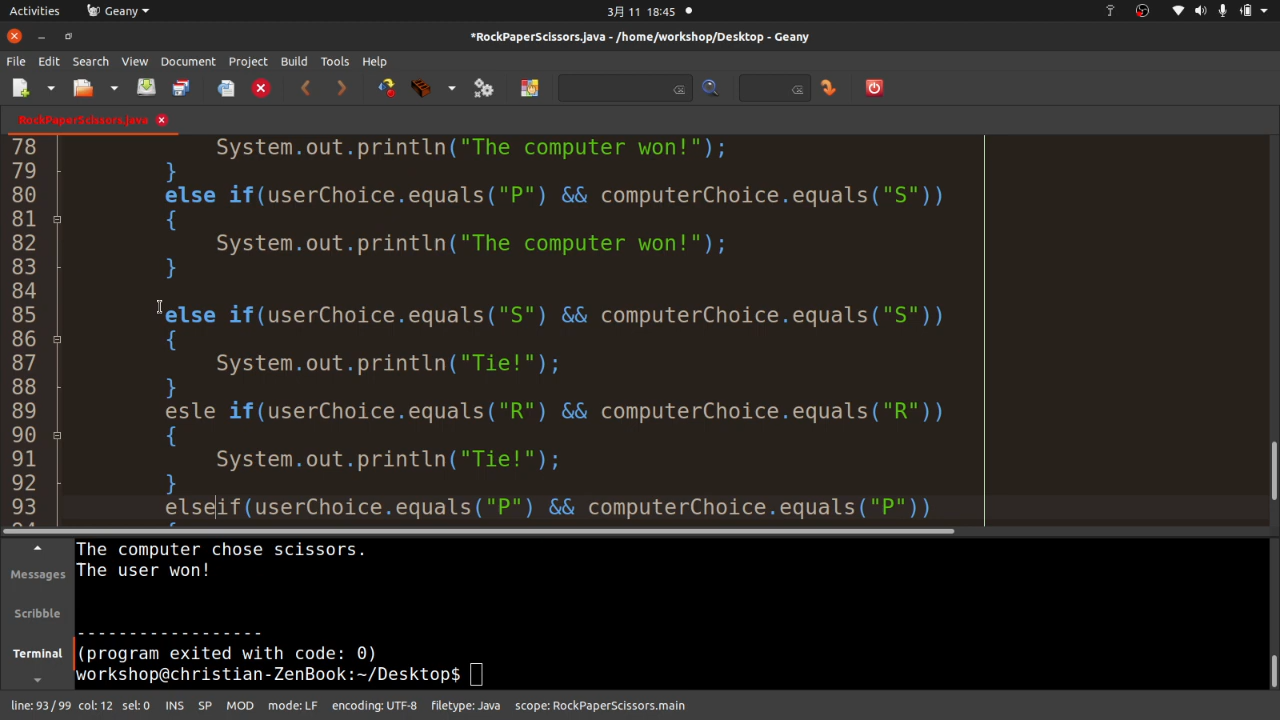 Activities Geany 3月 11 18:45
*RockPaperScissors.java - /home/workshop/Desktop - Geany
File Edit Search View Document Project Build Tools Help
RockPaperScissors.java
78 System.out.println("The computer won!");
79 }
80 else if(userChoice.equals("P") && computerChoice.equals("S"))
81 {
82 System.out.println("The computer won!");
83 }
84
85 else if(userChoice.equals("S") && computerChoice.equals("S"))
86 {
87 System.out.println("Tie!");
88 }
89 esle if(userChoice.equals("R") && computerChoice.equals("R"))
90 {
91 System.out.println("Tie!");
92 }
93 elseif(userChoice.equals("P") && computerChoice.equals("P"))
94 {
The computer chose scissors.
Messages
The user won!
Scribble
------------------
Terminal
(program exited with code: 0)
workshop@christian-ZenBook:~/Desktop$
line: 93 / 99 col: 12 sel: 0 INS SP MOD mode: LF encoding: UTF-8 filetype: Java scope: RockPaperScissors.main